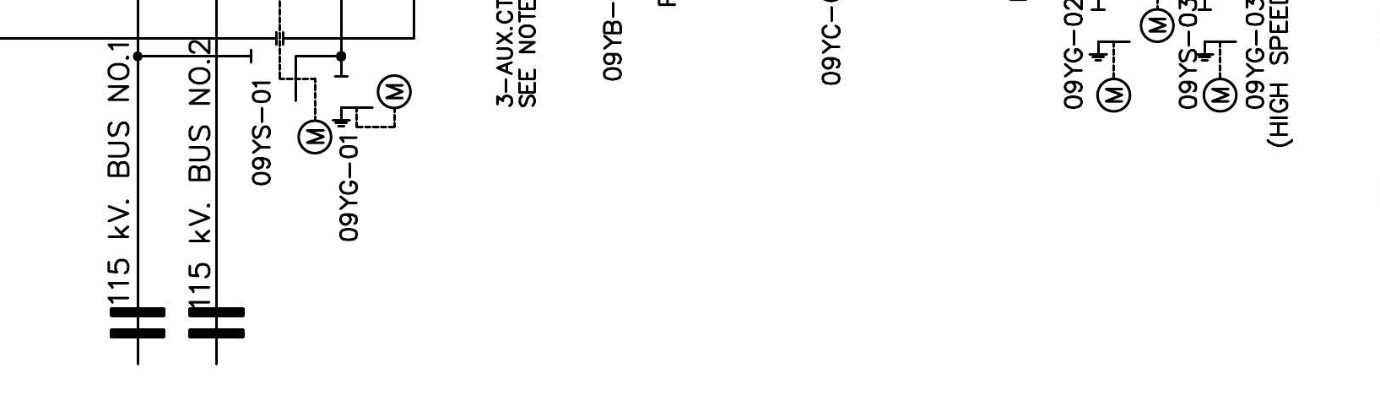 115 kV. BUS NO.1
115 kV. BUS NO.2
09YS-01
M
09YG-01
M
3-AUX.CT
SEE NOTE
09YB-
09YC-
09YG-02
M
M
09YS-03
M
09YG-03
(HIGH SPEED